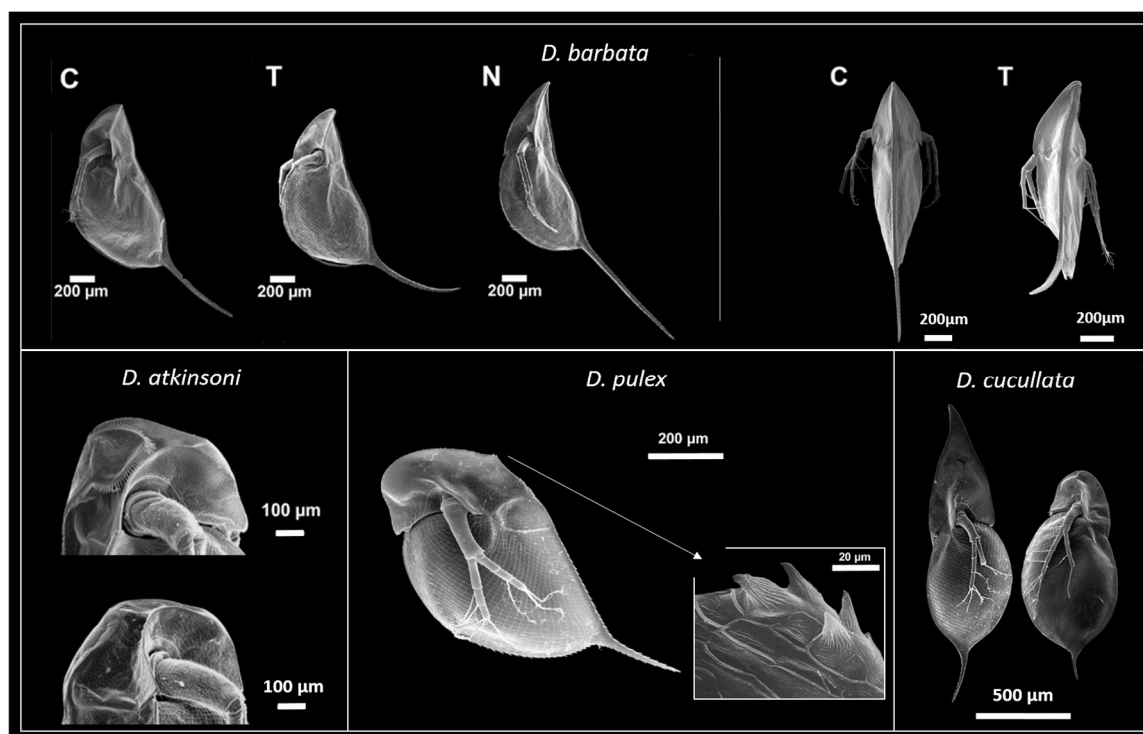 D. barbata
C
T
N
C
T
200 µm
200 µm
200 µm
200µm
200µm
D. atkinsoni
D. pulex
D. cucullata
200 µm
100 µm
20 µm
100 µm
500 µm